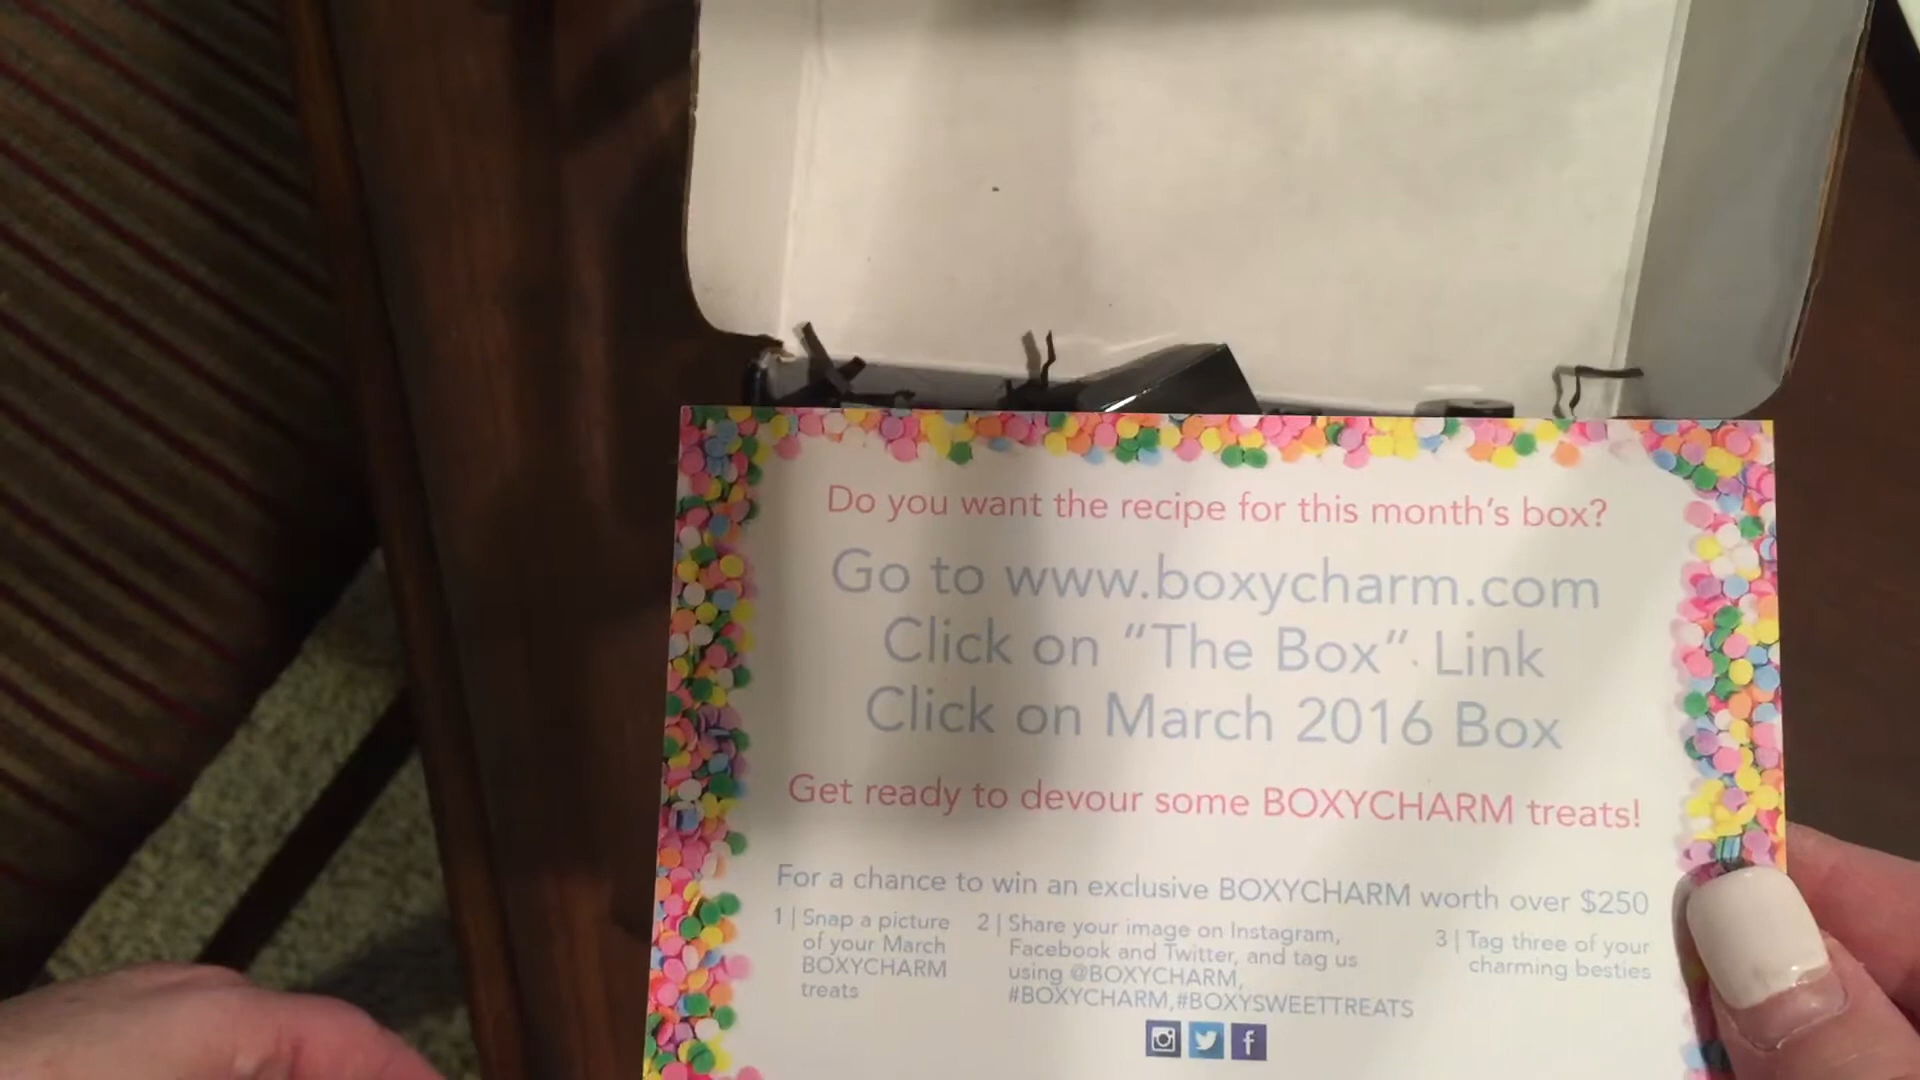 Do you want the recipe for this month's box?
Go to www.boxycharm.com
Click on "The Box". Link
Click on March 2016 Box
Get ready to devour some BOXYCHARM treats!
For a chance to win an exclusive BOXYCHARM worth over $250
1 | Snap a picture
of your March
BOXYCHARM
treats
2 | Share your image on Instagram,
Facebook and Twitter, and tag us
using @BOXYCHARM,
#BOXYCHARM,#BOXYSWEETTREATS
3 | Tag three of your
charming besties